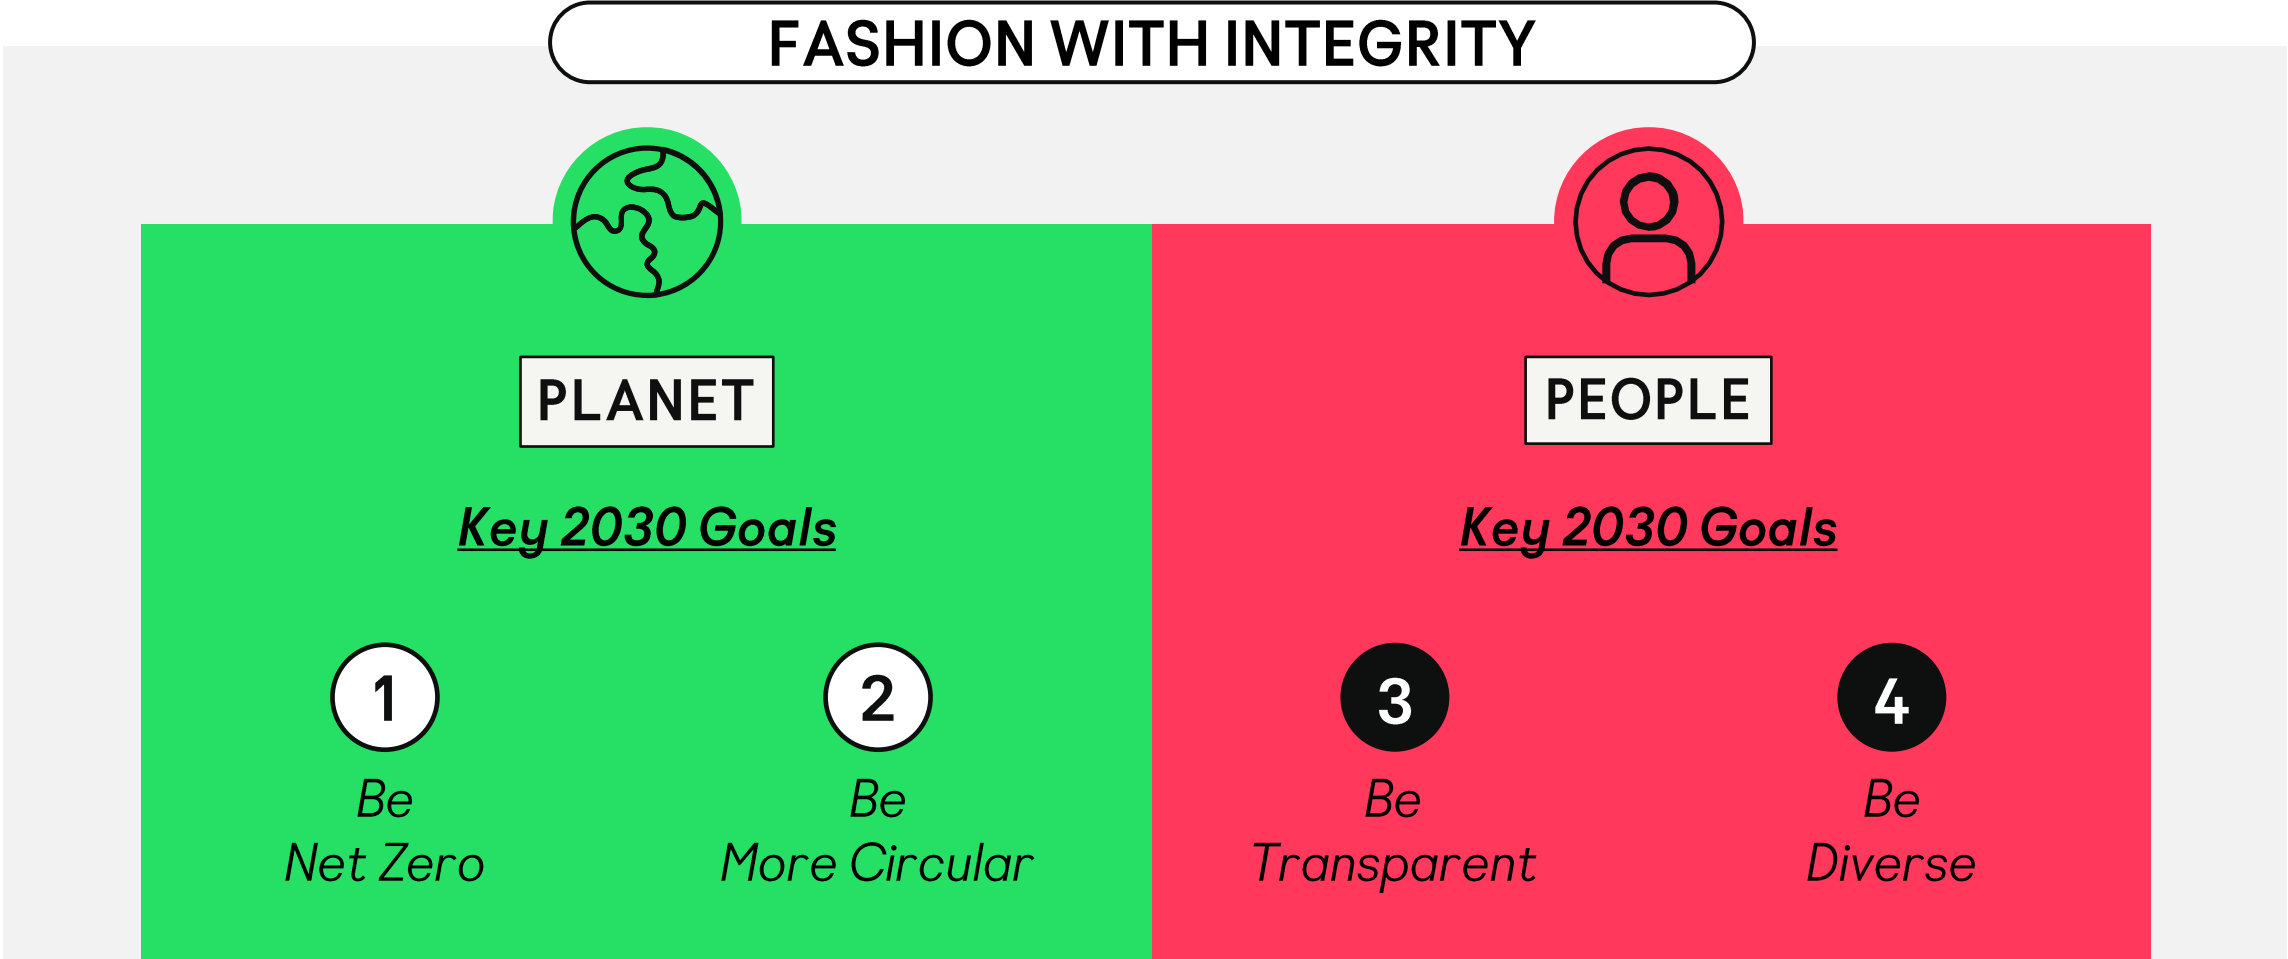 FASHION WITH INTEGRITY
PLANET
Key 2030 Goals
1
Be
Net Zero
2
Be
More Circular
PEOPLE
Key 2030 Goals
3
Be
Transparent
4
Be
Diverse